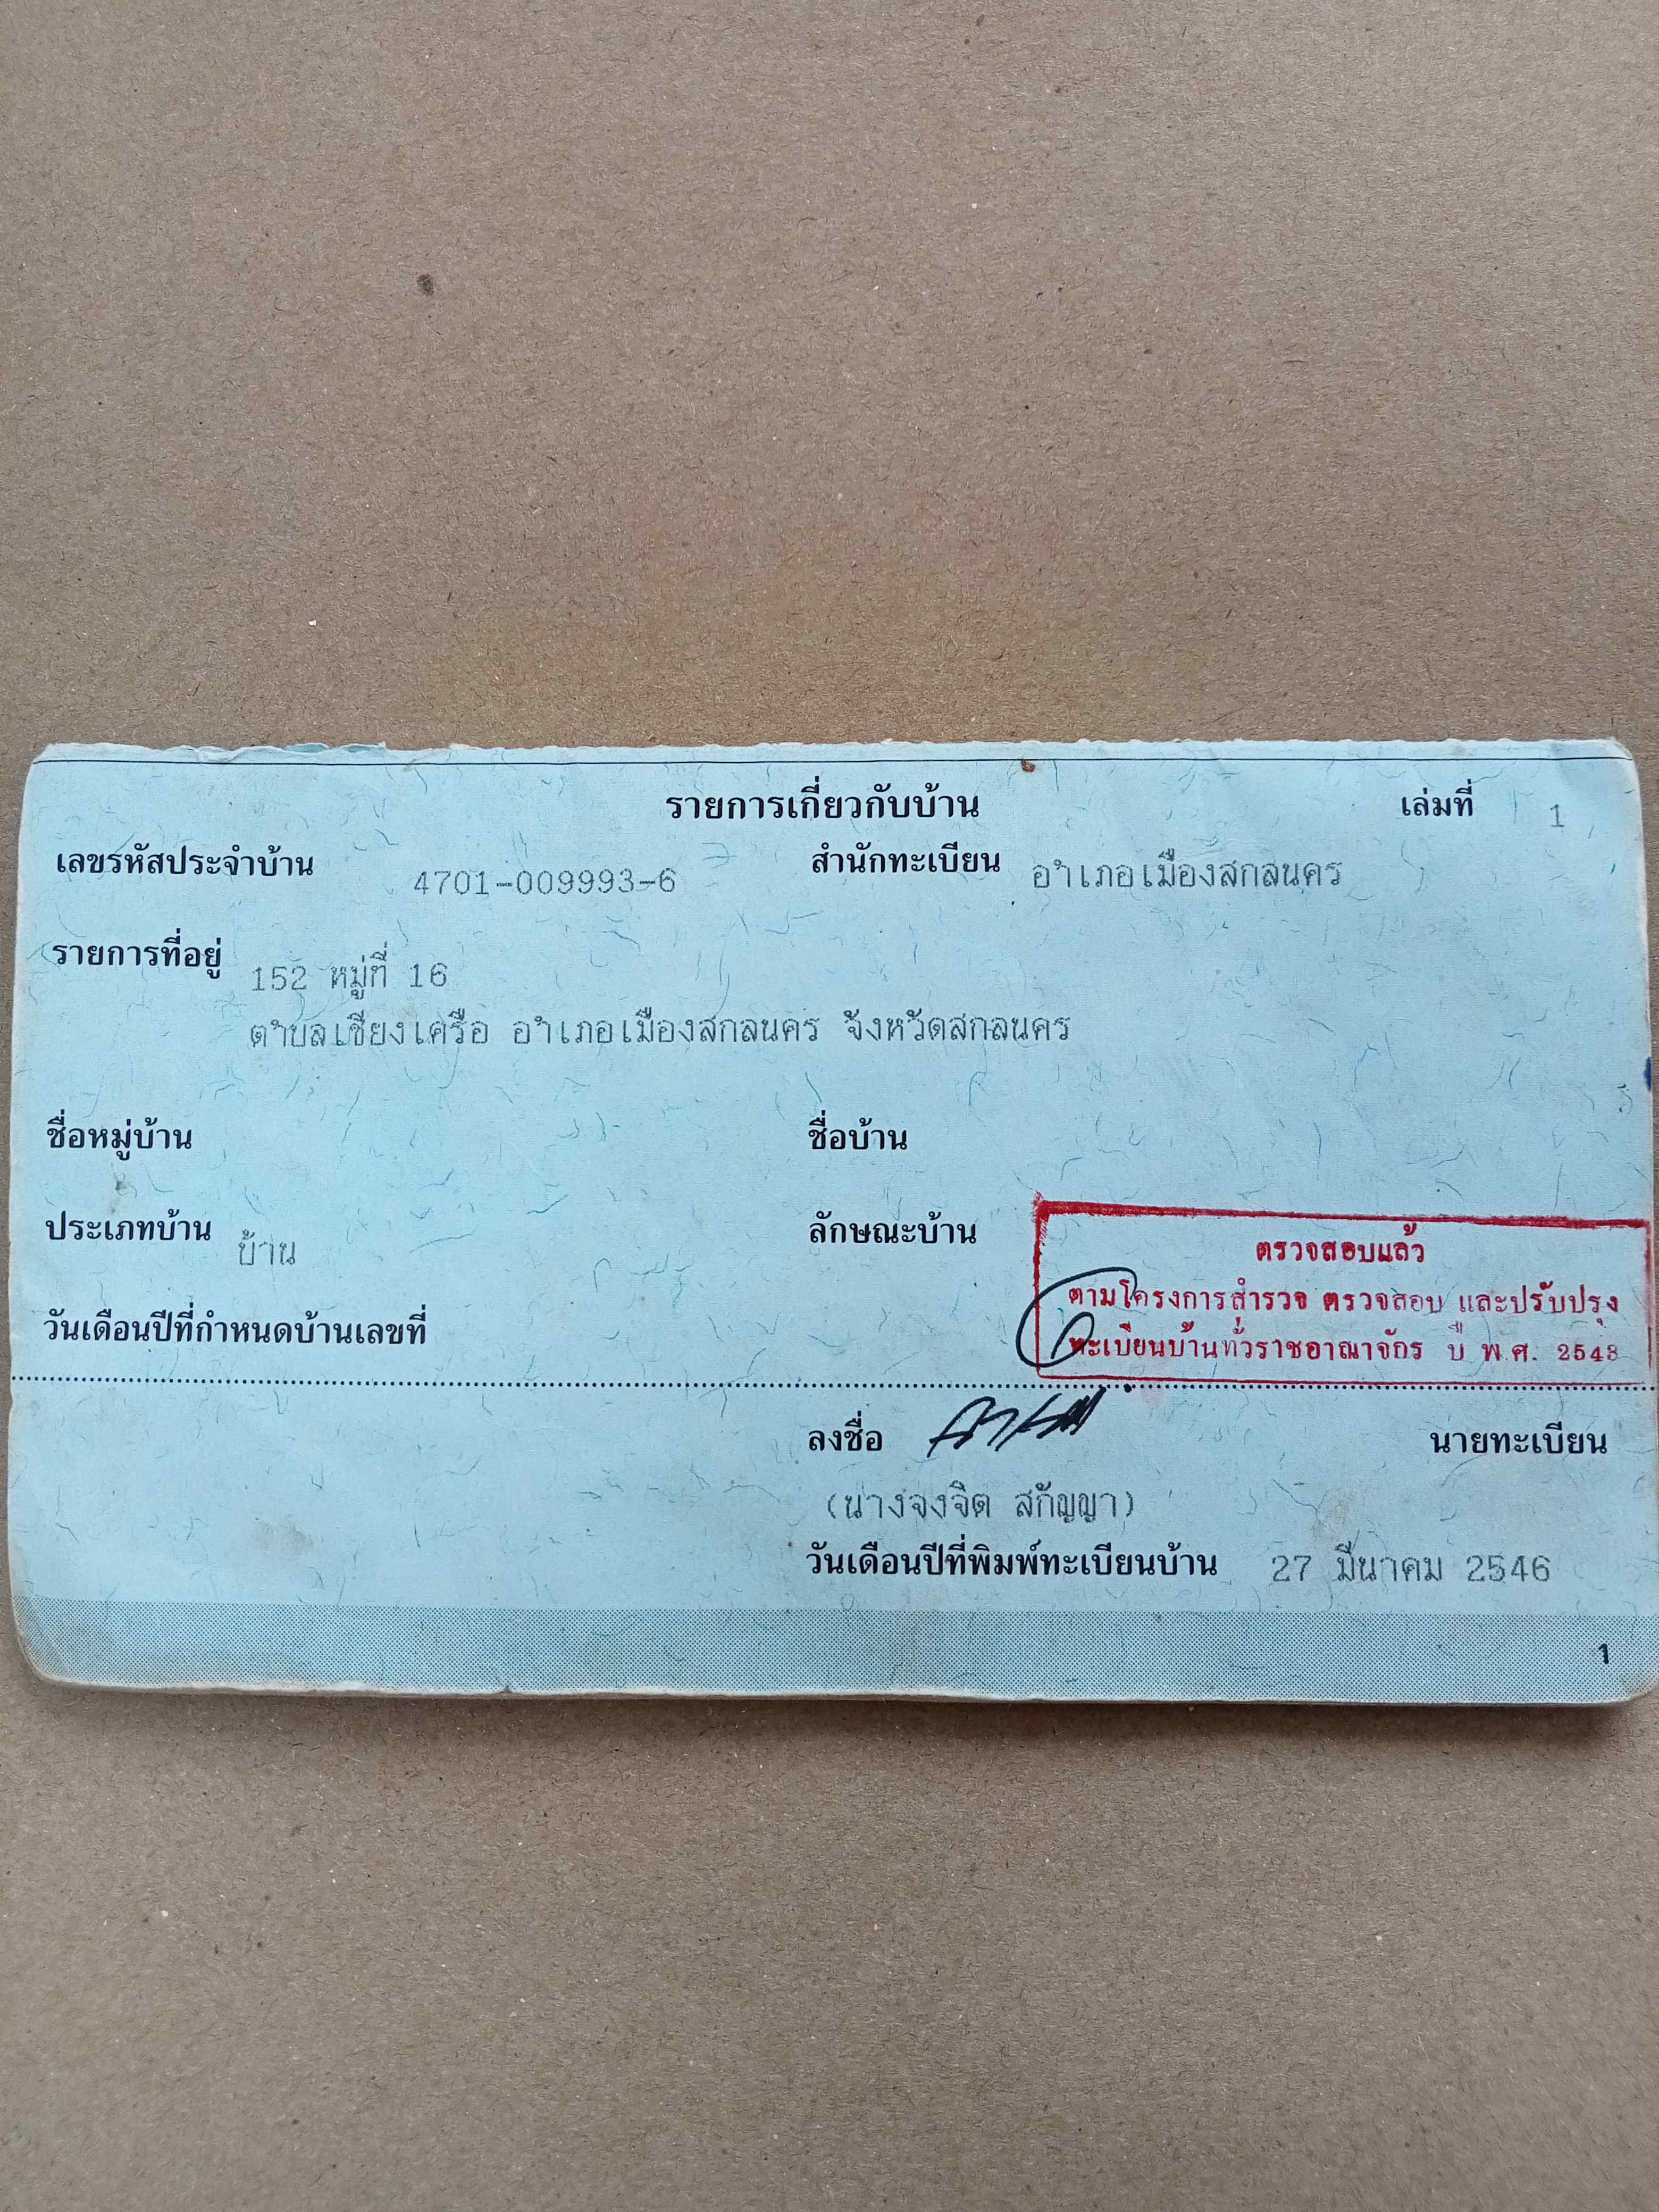 รายการเกี่ยวกับบ้าน เล่มที่ 1
เลขรหัสประจำบ้าน 4701-009993-6 สำนักทะเบียน อำเภอเมืองสกลนคร
รายการที่อยู่ 152 หมู่ที่ 16
ตำบลเชียงเครือ อำเภอเมืองสกลนคร จังหวัดสกลนคร
ชื่อหมู่บ้าน ชื่อบ้าน
ประเภทบ้าน บ้าน ลักษณะบ้าน
ตรวจสอบแล้ว
ตามโครงการสำรวจ ตรวจสอบ และปรับปรุง
ทะเบียนบ้านทั่วราชอาณาจักร ปี พ.ศ. 2543
วันเดือนปีที่กำหนดบ้านเลขที่
ลงชื่อ นายทะเบียน
(นางจงจิต สกัญญา)
วันเดือนปีที่พิมพ์ทะเบียนบ้าน 27 มีนาคม 2546
1